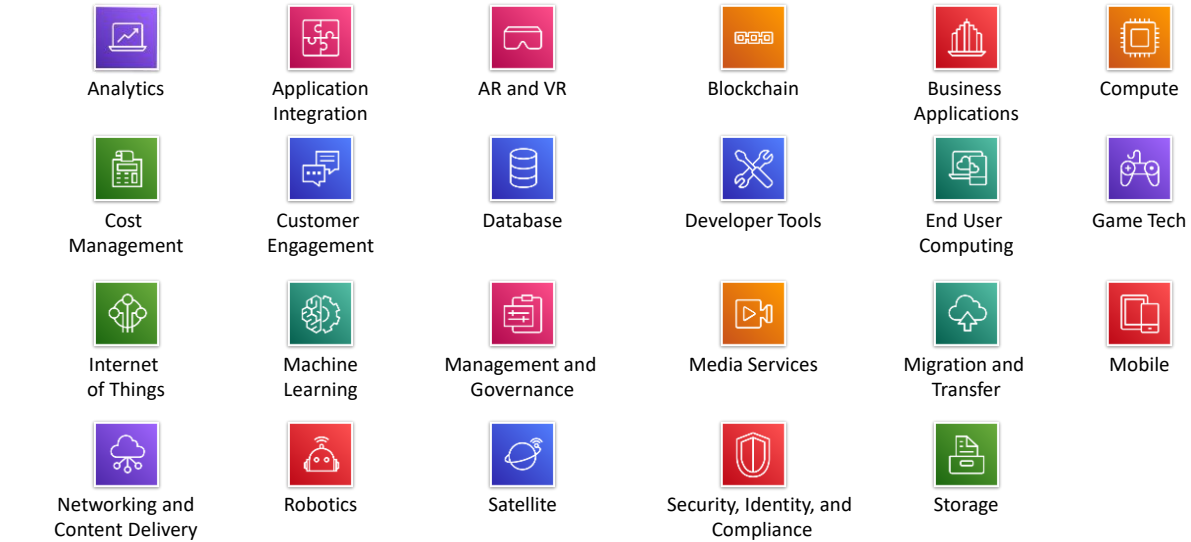 Analytics
Application
Integration
AR and VR
Blockchain
Business
Applications
Compute
Cost
Management
Customer
Engagement
Database
Developer Tools
End User
Computing
Game Tech
Internet
of Things
Machine
Learning
Management and
Governance
Media Services
Migration and
Transfer
Mobile
Networking and
Content Delivery
Robotics
Satellite
Security, Identity, and
Compliance
Storage